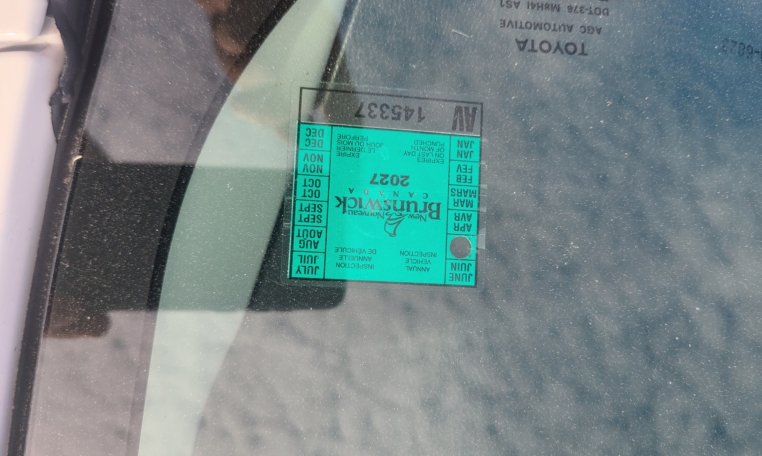 JUNE
JUIN
APR
AVR
MAR
MARS
FEB
FEV
JAN
JAN
ANNUAL
VEHICLE
INSPECTION
INSPECTION
ANNUELLE
DE VÉHICULE
New Nouveau
Brunswick
CANADA
2027
EXPIRES
ON LAST DAY
OF MONTH
PUNCHED
EXPIRE
LE DERNIER
JOUR DU MOIS
PERFORÉ
JULY
JUIL
AUG
AOUT
SEPT
SEPT
OCT
OCT
NOV
NOV
DEC
DEC
AV 145337
TOYOTA
AGC AUTOMOTIVE
DOT-376 M8H4I AS1